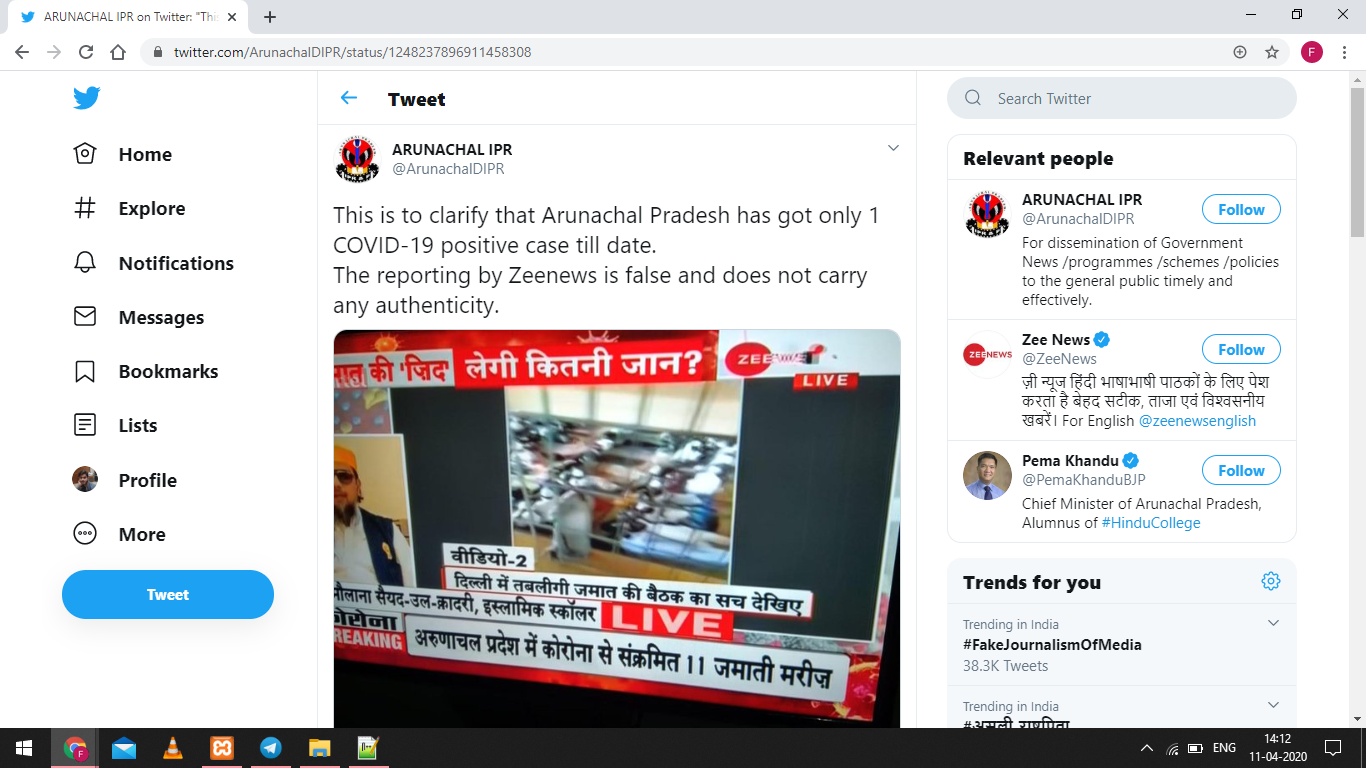 ARUNACHAL IPR on Twitter: "This
twitter.com/ArunachalDIPR/status/1248237896911458308
F
Home
Explore
Notifications
Messages
Bookmarks
Lists
Profile
More
Tweet
Tweet
ARUNACHAL IPR
@ArunachalDIPR
This is to clarify that Arunachal Pradesh has got only 1
COVID-19 positive case till date.
The reporting by Zeenews is false and does not carry
any authenticity.
की 'ज़िद' लेगी कितनी जान?
ZEE NEWS
LIVE
वीडियो-2
दिल्ली में तबलीगी जमात की बैठक का सच देखिए
मौलाना सैयद-उल-क़ादरी, इस्लामिक स्कॉलर
LIVE
कोरोना
BREAKING
अरुणाचल प्रदेश में कोरोना से संक्रमित 11 जमाती मरीज़
Search Twitter
Relevant people
ARUNACHAL IPR
@ArunachalDIPR
Follow
For dissemination of Government
News /programmes /schemes /policies
to the general public timely and
effectively.
ZEENEWS
Zee News
@ZeeNews
Follow
ज़ी न्यूज हिंदी भाषाभाषी पाठकों के लिए पेश
करता है बेहद सटीक, ताजा एवं विश्वसनीय
खबरें। For English @zeenewsenglish
Pema Khandu
@PemaKhanduBJP
Follow
Chief Minister of Arunachal Pradesh,
Alumnus of #HinduCollege
Trends for you
Trending in India
#FakeJournalismOfMedia
38.3K Tweets
Trending in India
#असली_राष्ट्रपिता
F
ENG
14:12
11-04-2020